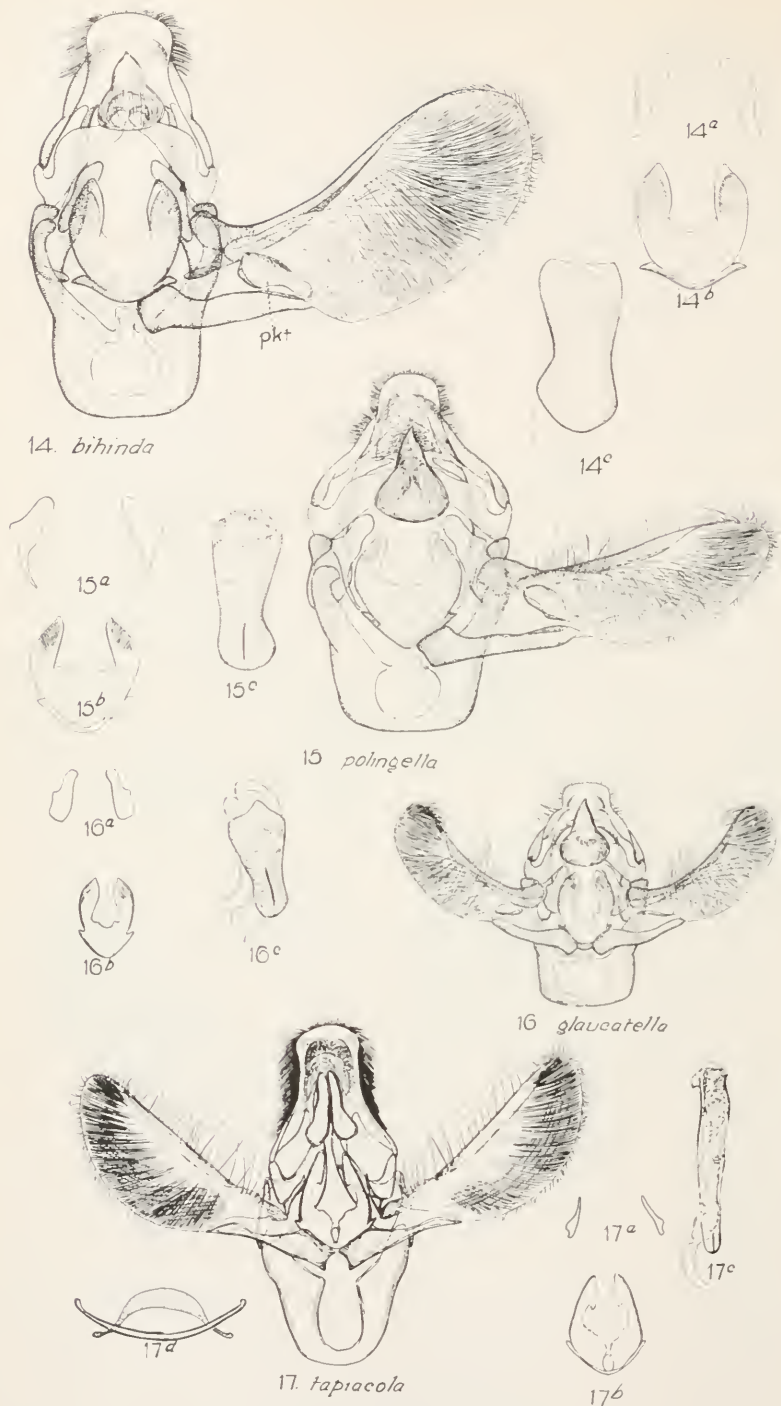 14ª
14ᵇ
pkt
14. bihinda
14ᶜ
15ª
15ᶜ
15ᵇ
15 polingella
16ª
16ᵇ
16ᶜ
16 glaucatella
17ª
17ᶜ
17ᵈ
17. tapiacola
17ᵇ